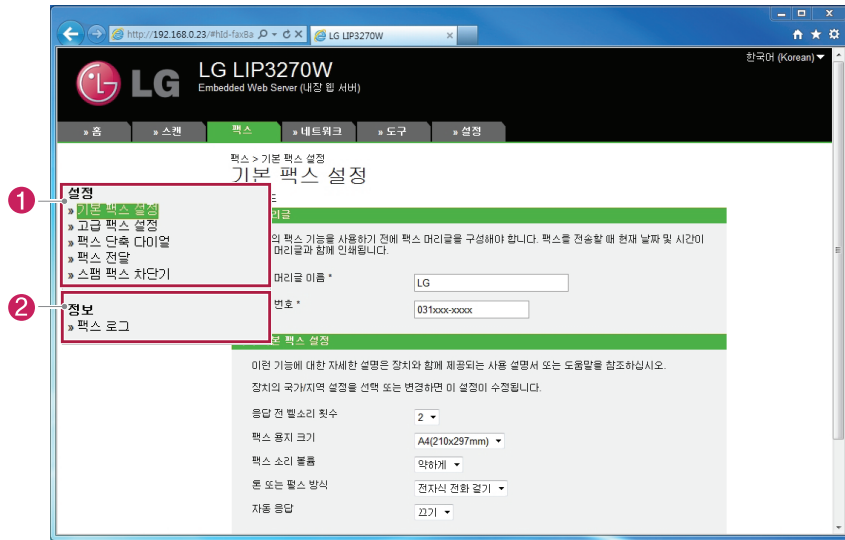 http://192.168.0.23/#hId-fax8a
LG LIP3270W
한국어 (Korean)
LG
LG LIP3270W
Embedded Web Server (내장 웹 서버)
» 홈
» 스캔
팩스
» 네트워크
» 도구
» 설정
팩스 > 기본 팩스 설정
기본 팩스 설정
1
설정
» 기본 팩스 설정
» 고급 팩스 설정
» 팩스 단축 다이얼
» 팩스 전달
» 스팸 팩스 차단기
2
정보
» 팩스 로그
리글
의 팩스 기능을 사용하기 전에 팩스 머리글을 구성해야 합니다. 팩스를 전송할 때 현재 날짜 및 시간이
머리글과 함께 인쇄됩니다.
머리글 이름 *
LG
번호 *
031xxx-xxxx
본 팩스 설정
이런 기능에 대한 자세한 설명은 장치와 함께 제공되는 사용 설명서 또는 도움말을 참조하십시오.
장치의 국가/지역 설정을 선택 또는 변경하면 이 설정이 수정됩니다.
응답 전 벨소리 횟수
2
팩스 용지 크기
A4(210x297mm)
팩스 소리 볼륨
약하게
톤 또는 펄스 방식
전자식 전화 걸기
자동 응답
끄기